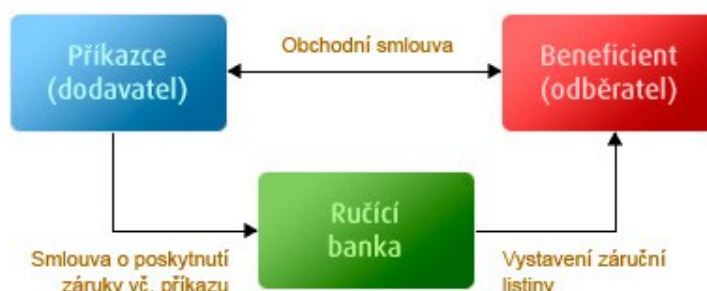 Příkazce
(dodavatel)
Obchodní smlouva
Beneficient
(odběratel)
Ručící
banka
Smlouva o poskytnutí
záruky vč. příkazu
Vystavení záruční
listiny